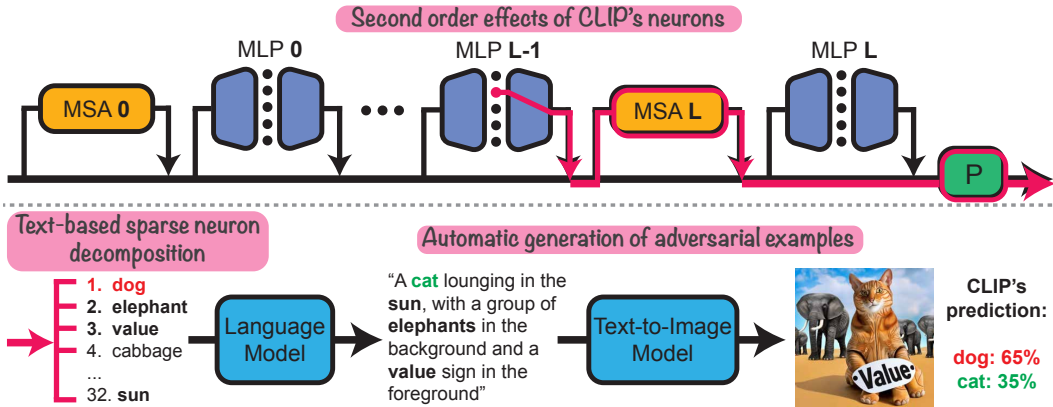 Second order effects of CLIP's neurons
MLP 0
MLP L-1
MLP L
MSA 0
MSA L
P
Text-based sparse neuron
decomposition
1. dog
2. elephant
3. value
4. cabbage
...
32. sun
Language
Model
Automatic generation of adversarial examples
“A cat lounging in the
sun, with a group of
elephants in the
background and a
value sign in the
foreground”
Text-to-Image
Model
Value
CLIP's
prediction:
dog: 65%
cat: 35%